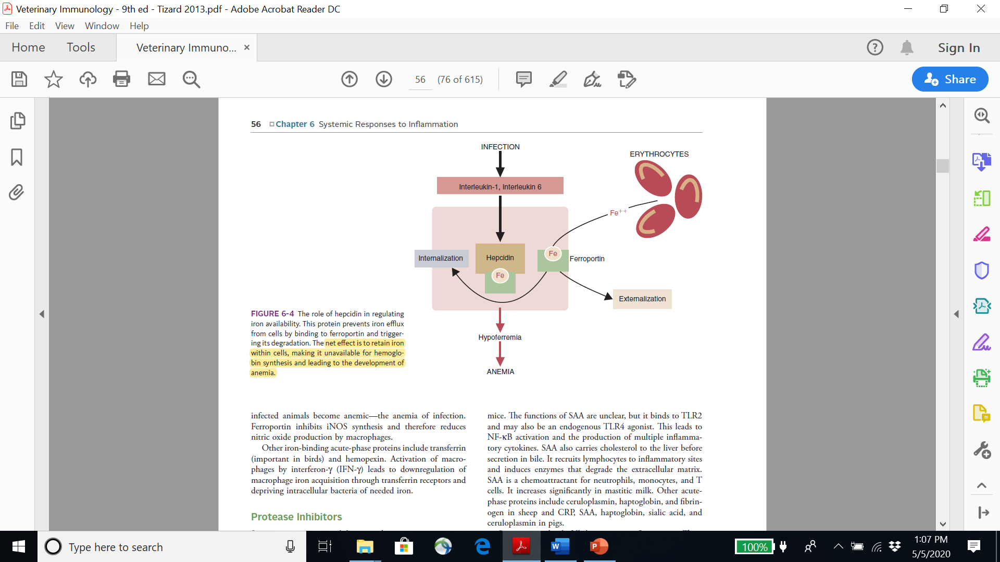 Veterinary Immunology - 9th ed - Tizard 2013.pdf - Adobe Acrobat Reader DC
File Edit View Window Help
Home Tools Veterinary Immuno... × Sign In
56 (76 of 615) Share
56 Chapter 6 Systemic Responses to Inflammation
INFECTION
ERYTHROCYTES
Interleukin-1, Interleukin 6
Fe++
Internalization Hepcidin Fe Ferroportin
Fe
Externalization
Hypoferremia
ANEMIA
FIGURE 6-4 The role of hepcidin in regulating
iron availability. This protein prevents iron efflux
from cells by binding to ferroportin and trigger-
ing its degradation. The net effect is to retain iron
within cells, making it unavailable for hemoglo-
bin synthesis and leading to the development of
anemia.
infected animals become anemic—the anemia of infection.
Ferroportin inhibits iNOS synthesis and therefore reduces
nitric oxide production by macrophages.
Other iron-binding acute-phase proteins include transferrin
(important in birds) and hemopexin. Activation of macro-
phages by interferon-γ (IFN-γ) leads to downregulation of
macrophage iron acquisition through transferrin receptors and
depriving intracellular bacteria of needed iron.
Protease Inhibitors
mice. The functions of SAA are unclear, but it binds to TLR2
and may also be an endogenous TLR4 agonist. This leads to
NF-κB activation and the production of multiple inflamma-
tory cytokines. SAA also carries cholesterol to the liver before
secretion in bile. It recruits lymphocytes to inflammatory sites
and induces enzymes that degrade the extracellular matrix.
SAA is a chemoattractant for neutrophils, monocytes, and T
cells. It increases significantly in mastitic milk. Other acute-
phase proteins include ceruloplasmin, haptoglobin, and fibrin-
ogen in sheep and CRP, SAA, haptoglobin, sialic acid, and
ceruloplasmin in pigs.
Type here to search
100%
1:07 PM
5/5/2020